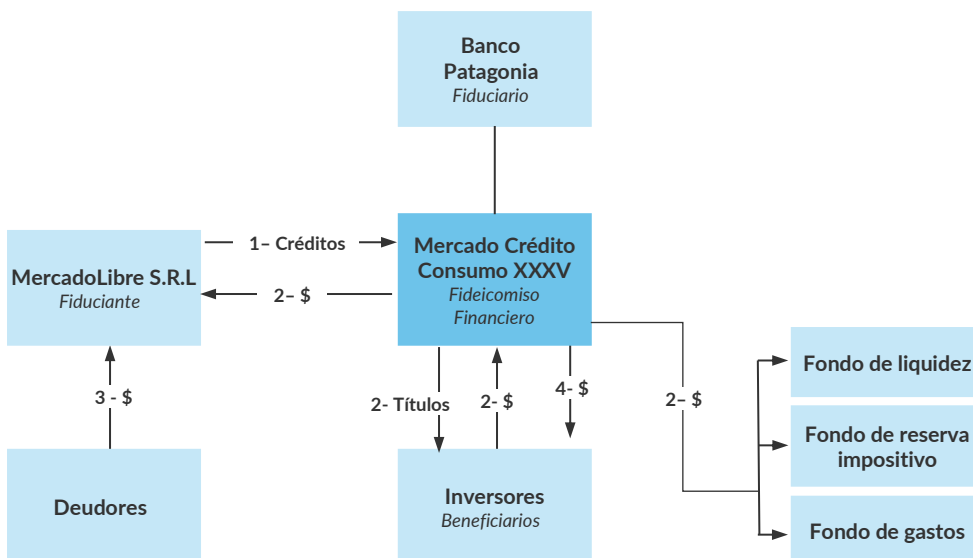 Banco
Patagonia
Fiduciario
1– Créditos
MercadoLibre S.R.L
Fiduciante
2– $
Mercado Crédito
Consumo XXXV
Fideicomiso
Financiero
3 - $
2- Títulos
2- $
4- $
2– $
Fondo de liquidez
Fondo de reserva
impositivo
Fondo de gastos
Deudores
Inversores
Beneficiarios